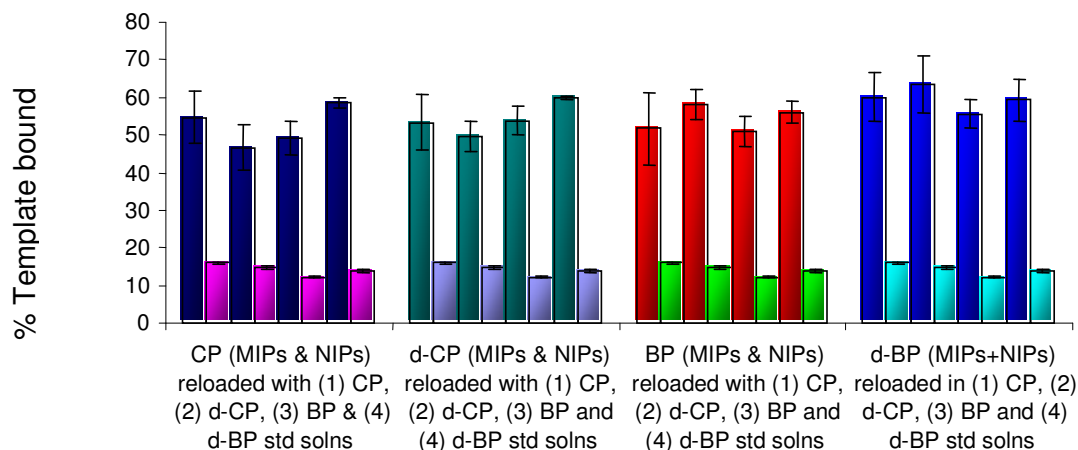 80
70
60
50
40
30
20
10
0
% Template bound
CP (MIPs & NIPs)
reloaded with (1) CP,
(2) d-CP, (3) BP & (4)
d-BP std solns
d-CP (MIPs & NIPs)
reloaded with (1) CP,
(2) d-CP, (3) BP and
(4) d-BP std solns
BP (MIPs & NIPs)
reloaded with (1) CP,
(2) d-CP, (3) BP and
(4) d-BP std solns
d-BP (MIPs+NIPs)
reloaded in (1) CP, (2)
d-CP, (3) BP and (4)
d-BP std solns